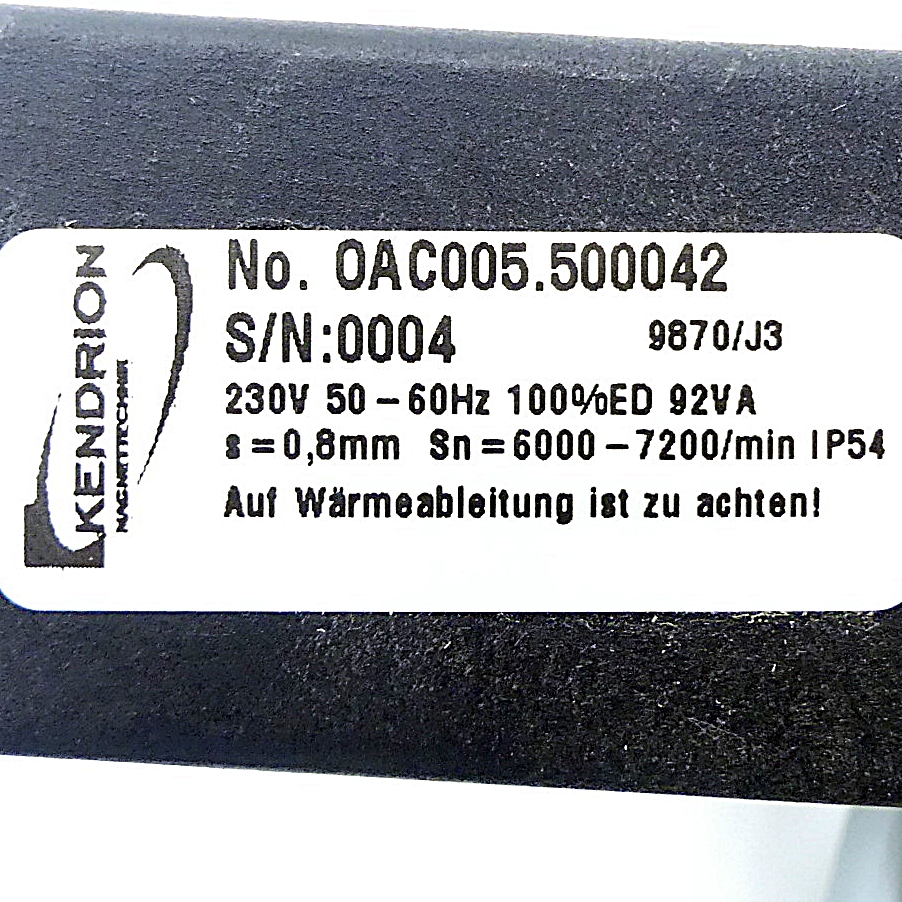 KENDRION
MAGNETTECHNIK
No. OAC005.500042
S/N:0004 9870/J3
230V 50-60Hz 100%ED 92VA
s=0,8mm Sn=6000-7200/min IP54
Auf Wärmeableitung ist zu achten!